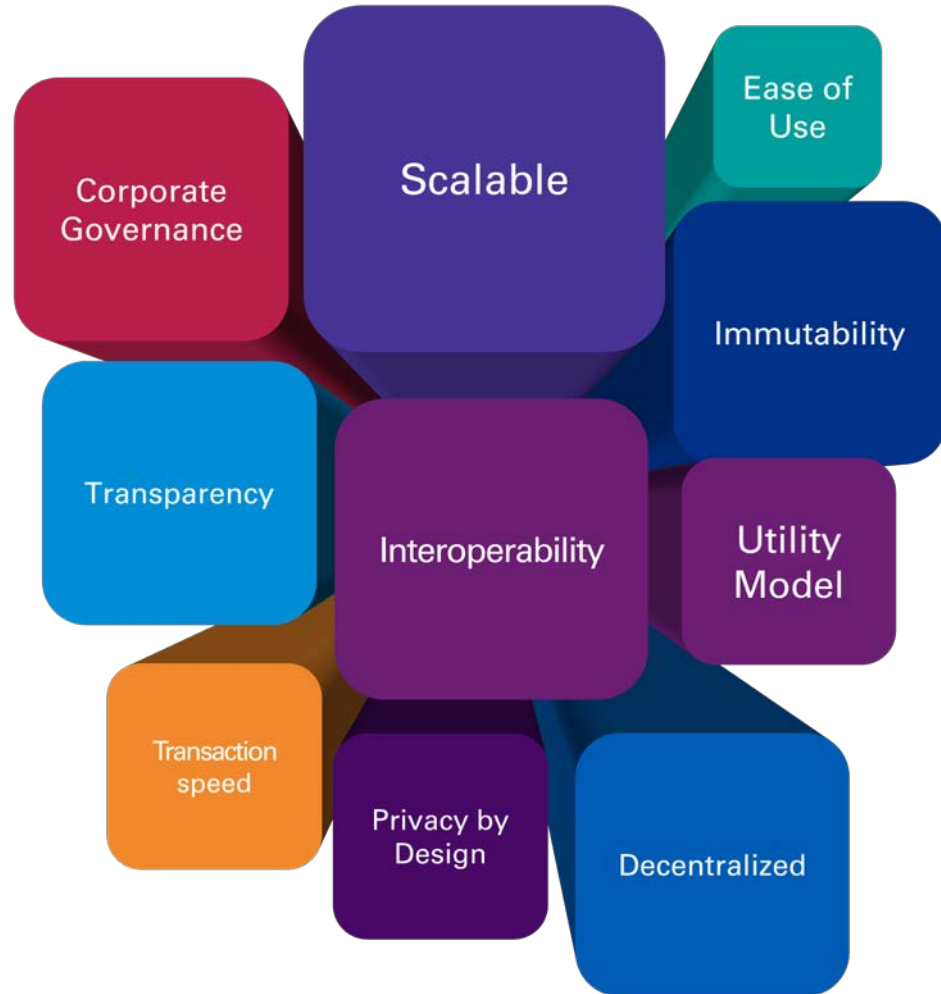 Ease of
Use
Scalable
Corporate
Governance
Immutability
Transparency
Interoperability
Utility
Model
Transaction
speed
Privacy by
Design
Decentralized